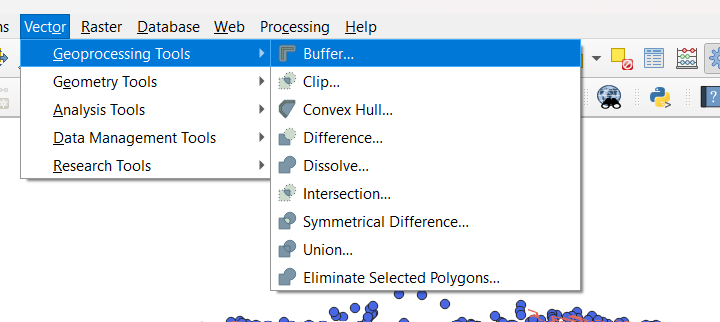 ns Vector Raster Database Web Processing Help
Geoprocessing Tools
Geometry Tools
Analysis Tools
Data Management Tools
Research Tools
Buffer...
Clip...
Convex Hull...
Difference...
Dissolve...
Intersection...
Symmetrical Difference...
Union...
Eliminate Selected Polygons...
?